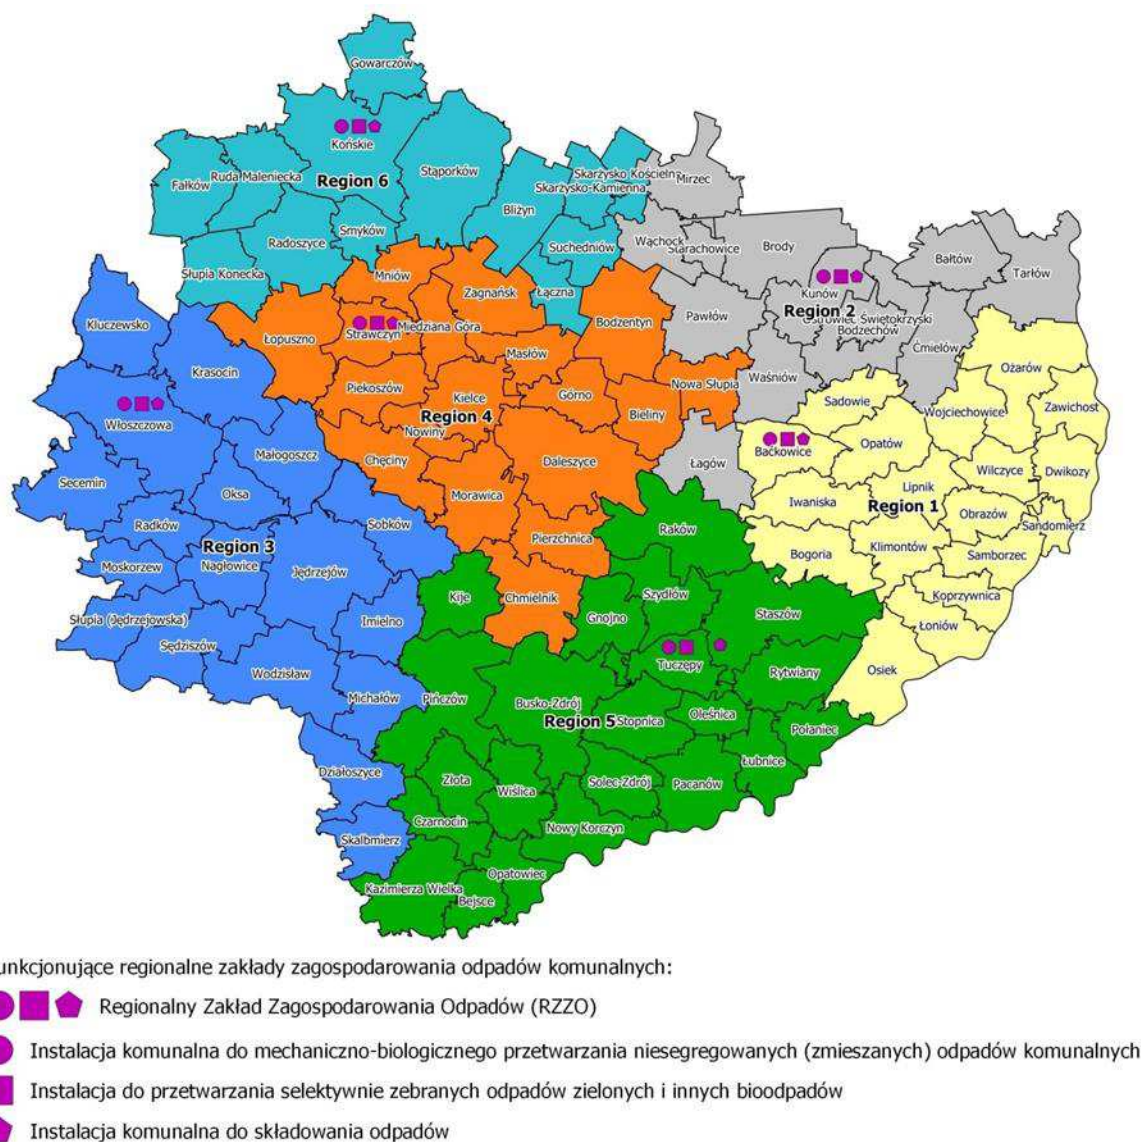 Gowarczów
Końskie
Stąporków
Fałków
Ruda Maleniecka
Region 6
Skarżysko Kościelne
Mirzec
Skarżysko-Kamienna
Bliżyn
Smyków
Radoszyce
Suchedniów
Wąchock
Starachowice
Brody
Słupia Konecka
Mniów
Zagnańsk
Łączna
Bałtów
Tarłów
Kunów
Region 2
Kluczewsko
Łopuszno
Strawczyn
Miedziana Góra
Bodzentyn
Pawłów
Ostrowiec Świętokrzyski
Bodzechów
Ćmielów
Krasocin
Masłów
Ożarów
Piekoszów
Kielce
Górno
Nowa Słupia
Waśniów
Sadowie
Wojciechowice
Zawichost
Włoszczowa
Region 4
Nowiny
Bieliny
Baćkowice
Opatów
Małogoszcz
Chęciny
Daleszyce
Łagów
Wilczyce
Dwikozy
Secemin
Oksa
Morawica
Iwaniska
Lipnik
Region 1
Obrazów
Sandomierz
Radków
Sobków
Raków
Region 3
Nagłowice
Pierzchnica
Bogoria
Klimontów
Samborzec
Moskorzew
Jędrzejów
Kije
Chmielnik
Szydłów
Koprzywnica
Słupia (Jędrzejowska)
Imielno
Gnojno
Staszów
Łoniów
Sędziszów
Tuczępy
Wodzisław
Rytwiany
Osiek
Michałów
Pińczów
Busko-Zdrój
Region 5
Stopnica
Oleśnica
Połaniec
Działoszyce
Złota
Wiślica
Solec-Zdrój
Pacanów
Łubnice
Czarnocin
Nowy Korczyn
Skalbmierz
Kazimierza Wielka
Opatowiec
Bejsce
unkcjonujące regionalne zakłady zagospodarowania odpadów komunalnych:
Regionalny Zakład Zagospodarowania Odpadów (RZZO)
Instalacja komunalna do mechaniczno-biologicznego przetwarzania niesegregowanych (zmieszanych) odpadów komunalnych
Instalacja do przetwarzania selektywnie zebranych odpadów zielonych i innych bioodpadów
Instalacja komunalna do składowania odpadów